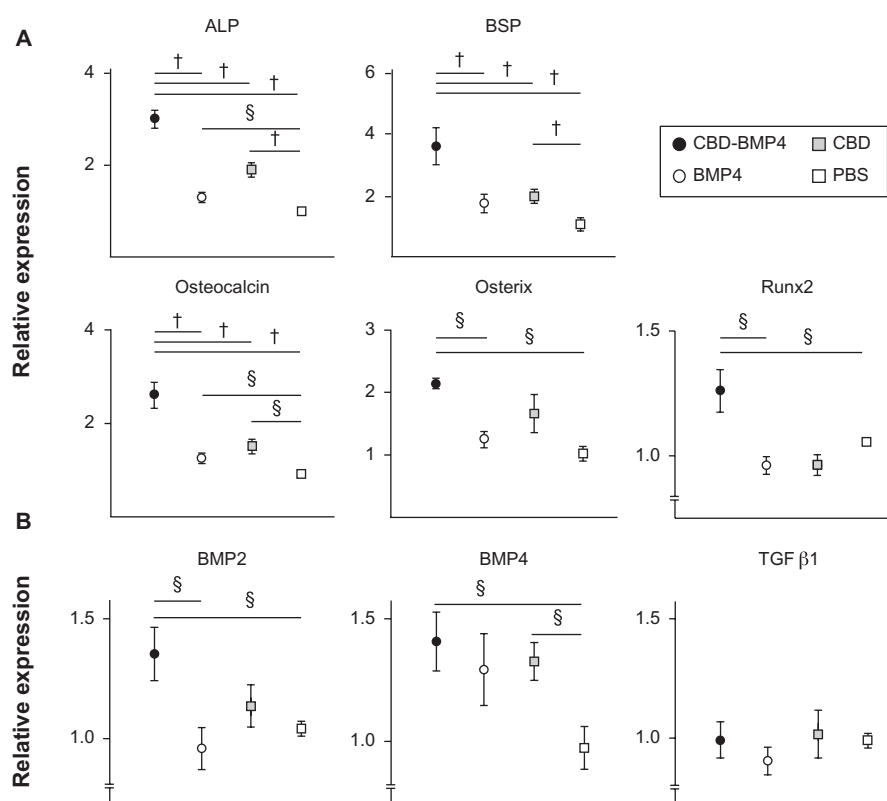 A
ALP
BSP
4
2
† † †
§
†
6
4
2
† † †
†
CBD-BMP4
CBD
BMP4
PBS
Relative expression
Osteocalcin
Osterix
Runx2
4
2
† † †
§
§
3
2
1
§ §
1.5
1.0
§ §
B
BMP2
BMP4
TGF β1
Relative expression
1.5
1.0
§ §
1.5
1.0
§ §
1.5
1.0